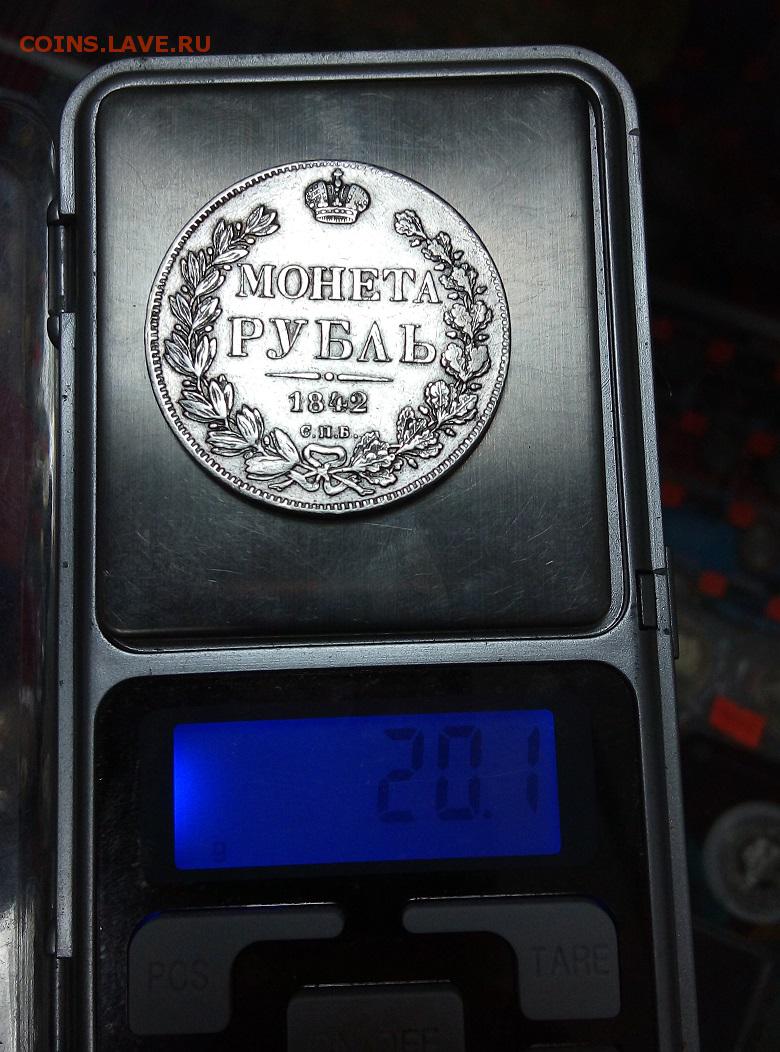 COINS.LAVE.RU
МОНЕТА
РУБЛЬ
1842
С.П.Б.
20.1
g
PCS
TARE